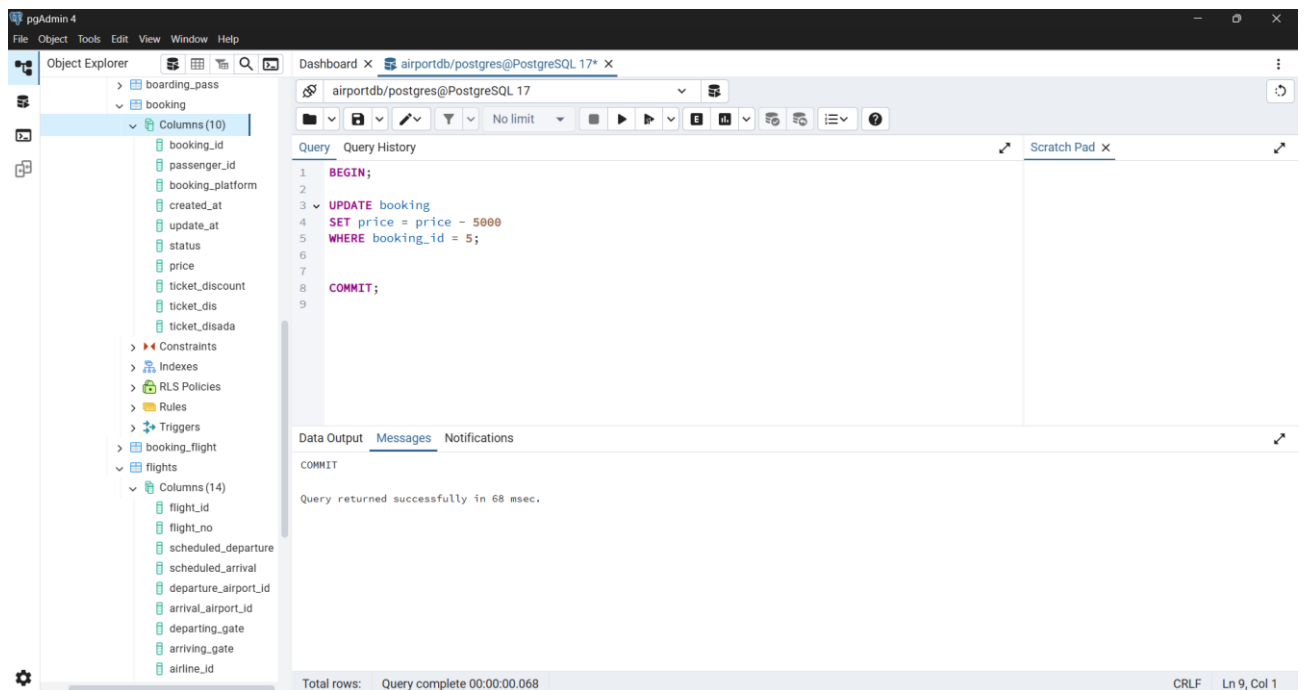 pgAdmin 4
File Object Tools Edit View Window Help
Object Explorer
boarding_pass
booking
Columns (10)
booking_id
passenger_id
booking_platform
created_at
update_at
status
price
ticket_discount
ticket_dis
ticket_disada
Constraints
Indexes
RLS Policies
Rules
Triggers
booking_flight
flights
Columns (14)
flight_id
flight_no
scheduled_departure
scheduled_arrival
departure_airport_id
arrival_airport_id
departing_gate
arriving_gate
airline_id
Dashboard airportdb/postgres@PostgreSQL 17*
airportdb/postgres@PostgreSQL 17
No limit
E
Query Query History
Scratch Pad
1 BEGIN;
2
3 UPDATE booking
4 SET price = price - 5000
5 WHERE booking_id = 5;
6
7
8 COMMIT;
9
Data Output Messages Notifications
COMMIT
Query returned successfully in 68 msec.
Total rows: Query complete 00:00:00.068 CRLF Ln 9, Col 1